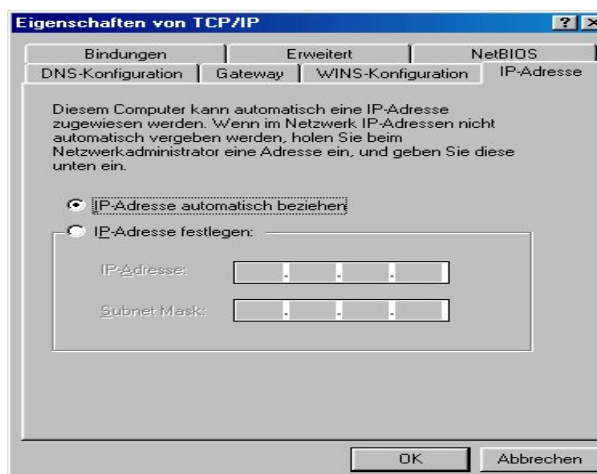 Eigenschaften von TCP/IP
Bindungen Erweitert NetBIOS
DNS-Konfiguration Gateway WINS-Konfiguration IP-Adresse
Diesem Computer kann automatisch eine IP-Adresse
zugewiesen werden. Wenn im Netzwerk IP-Adressen nicht
automatisch vergeben werden, holen Sie beim
Netzwerkadministrator eine Adresse ein, und geben Sie diese
unten ein.
IP-Adresse automatisch beziehen
IP-Adresse festlegen:
IP-Adresse:
Subnet Mask:
OK Abbrechen